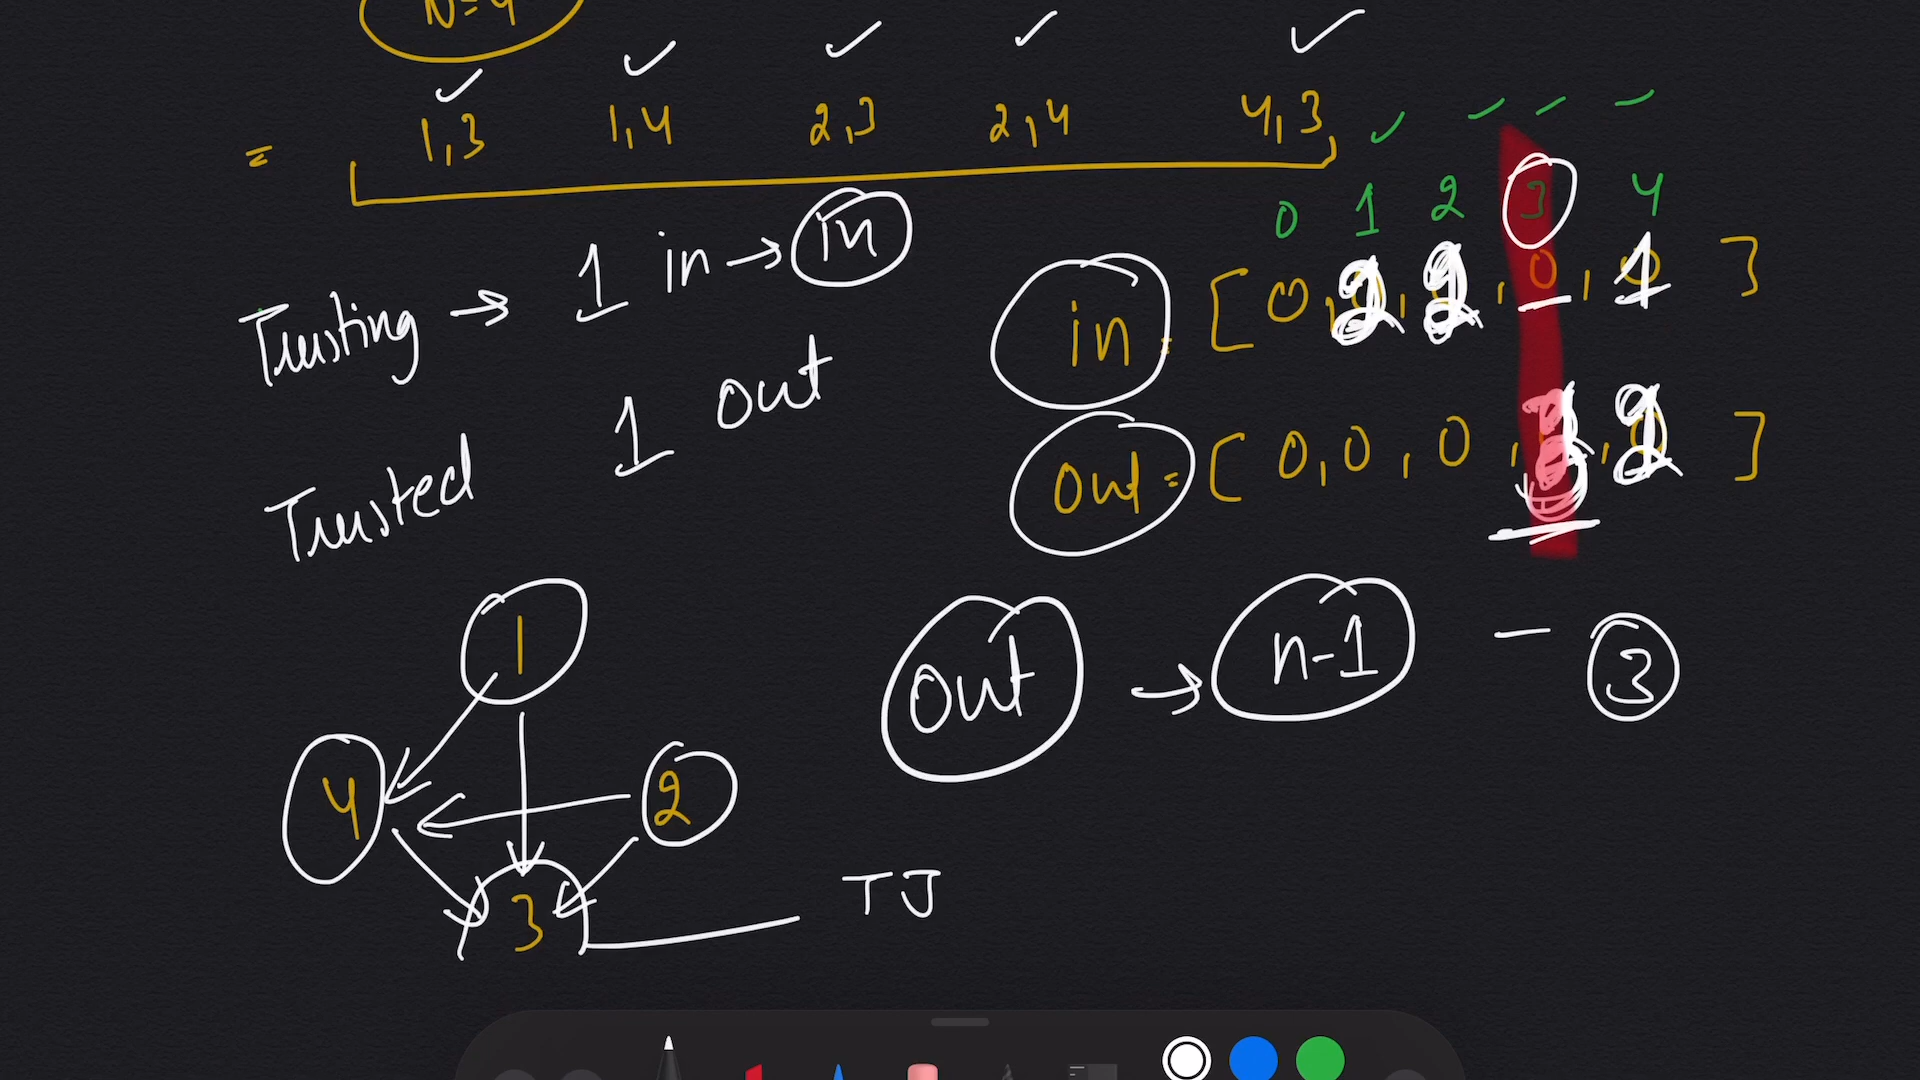 N=4
= 1,3 1,4 2,3 2,4 4,3
0 1 2 3 4
Trusting → 1 in → in
in = [0, 2, 2, 0, 1]
Trusted 1 out
out = [0, 0, 0, 3, 2]
out → n-1 - 3
1
4 2
3 TJ